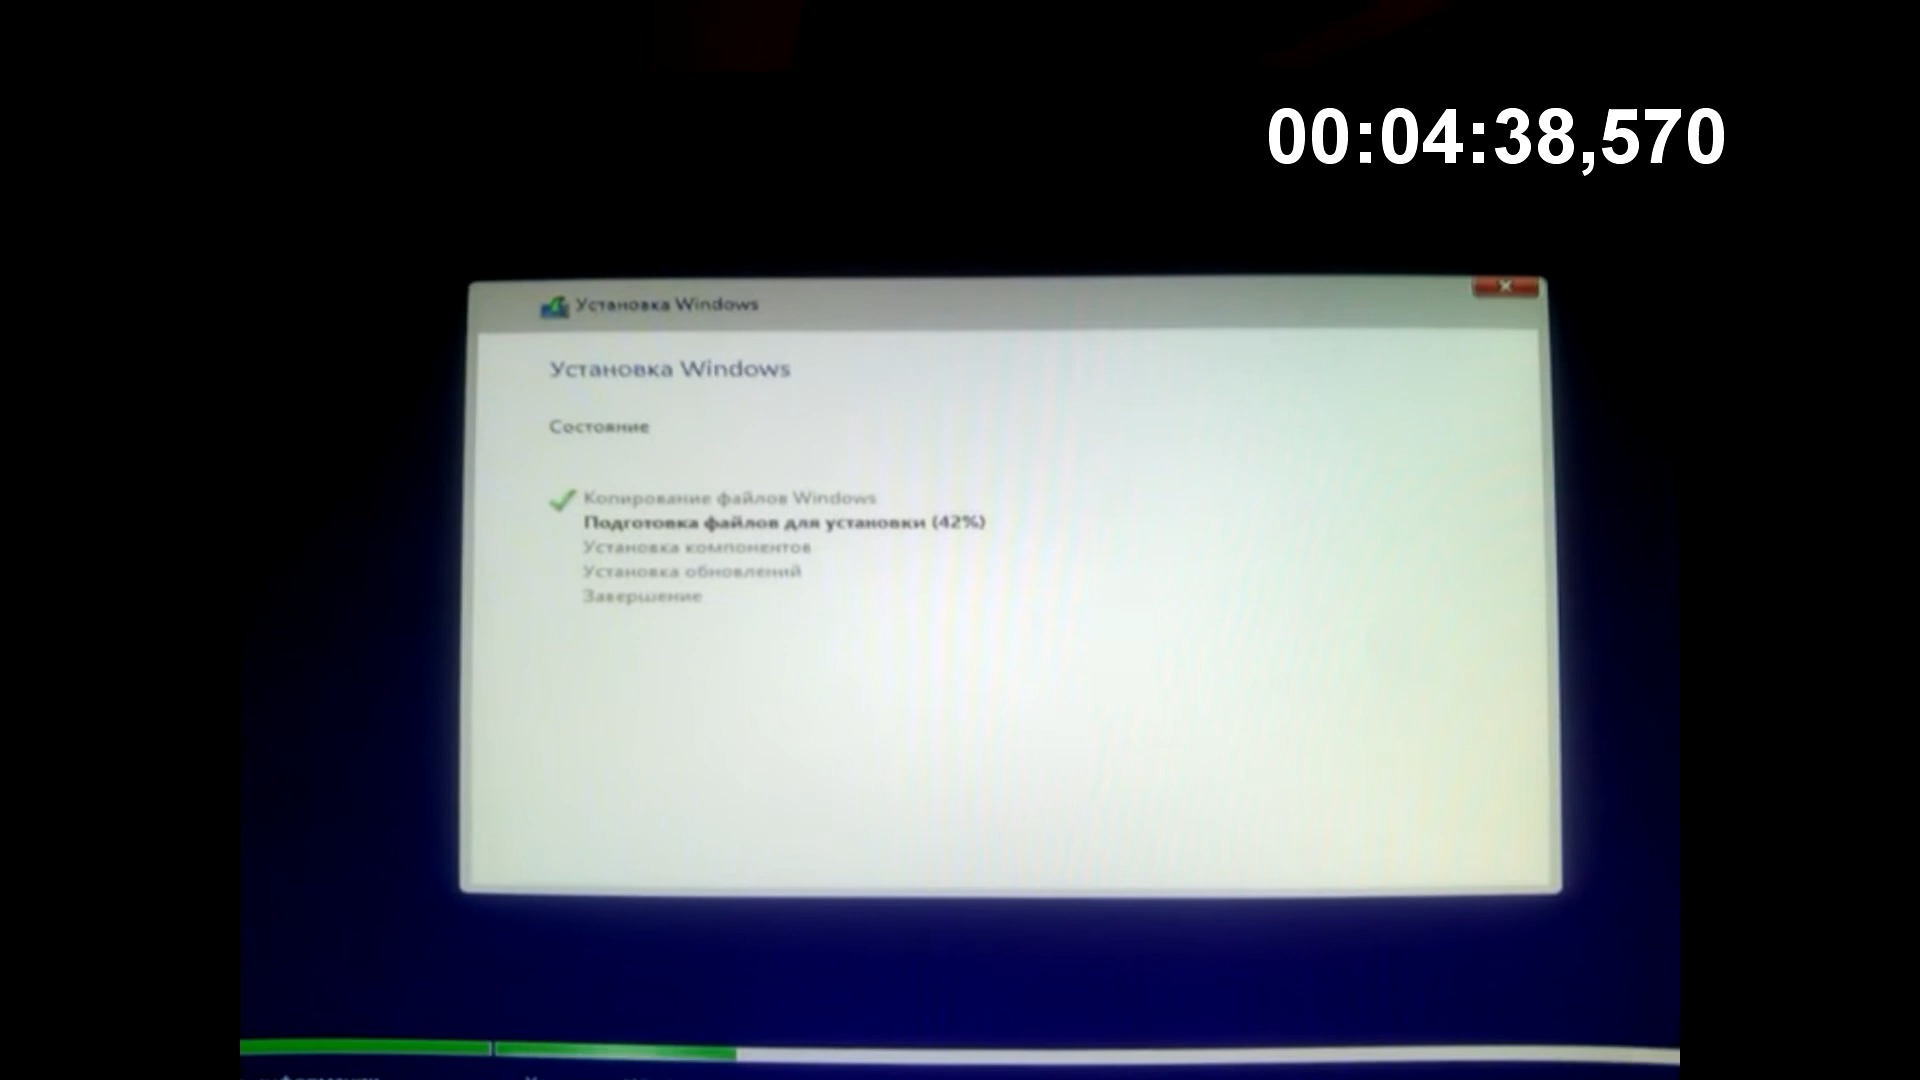 00:04:38,570
Установка Windows
Установка Windows
Состояние
Копирование файлов Windows
Подготовка файлов для установки (42%)
Установка компонентов
Установка обновлений
Завершение